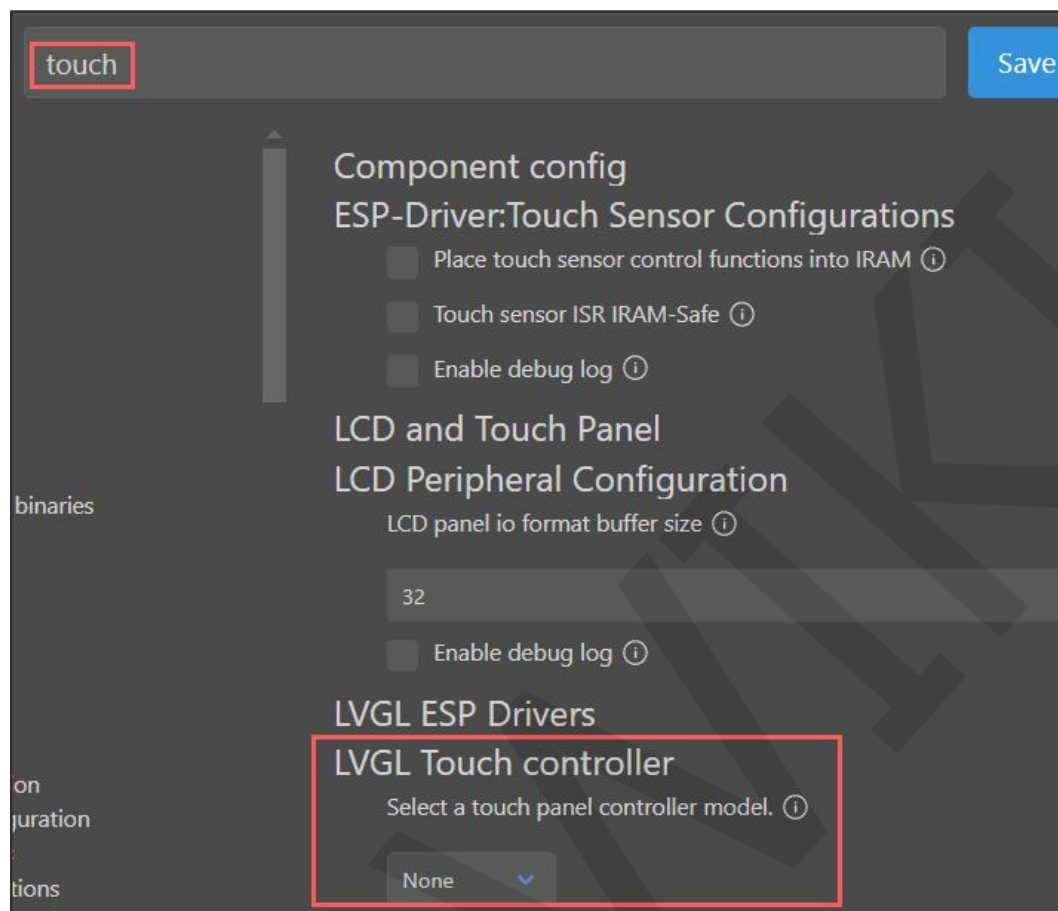 touch
Save
Component config
ESP-Driver:Touch Sensor Configurations
Place touch sensor control functions into IRAM
Touch sensor ISR IRAM-Safe
Enable debug log
LCD and Touch Panel
LCD Peripheral Configuration
binaries
LCD panel io format buffer size
32
Enable debug log
LVGL ESP Drivers
LVGL Touch controller
on
Select a touch panel controller model.
guration
None
tions